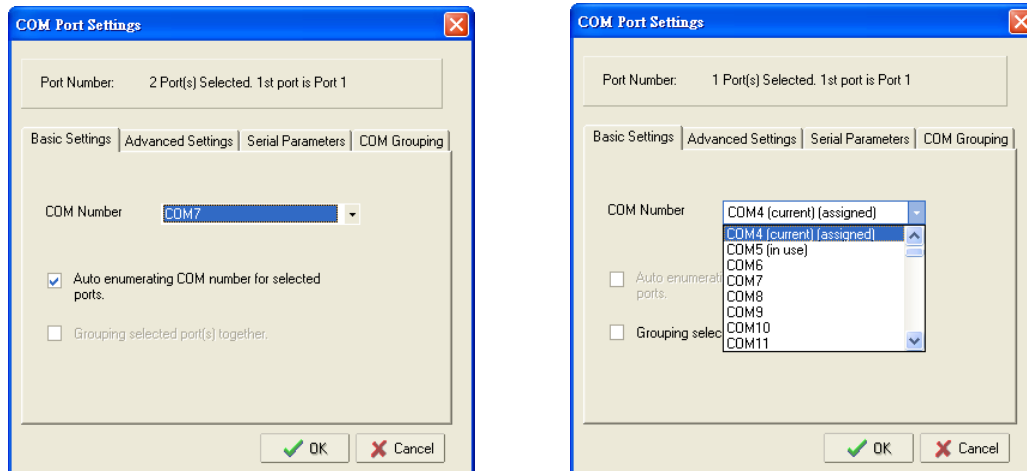 COM Port Settings
Port Number: 2 Port(s) Selected. 1st port is Port 1
Basic Settings Advanced Settings Serial Parameters COM Grouping
COM Number COM7
Auto enumerating COM number for selected
ports.
Grouping selected port(s) together.
OK Cancel
COM Port Settings
Port Number: 1 Port(s) Selected. 1st port is Port 1
Basic Settings Advanced Settings Serial Parameters COM Grouping
COM Number COM4 (current) (assigned)
COM4 (current) (assigned)
COM5 (in use)
COM6
COM7
COM8
COM9
COM10
COM11
Auto enumerati
ports.
Grouping selec
OK Cancel